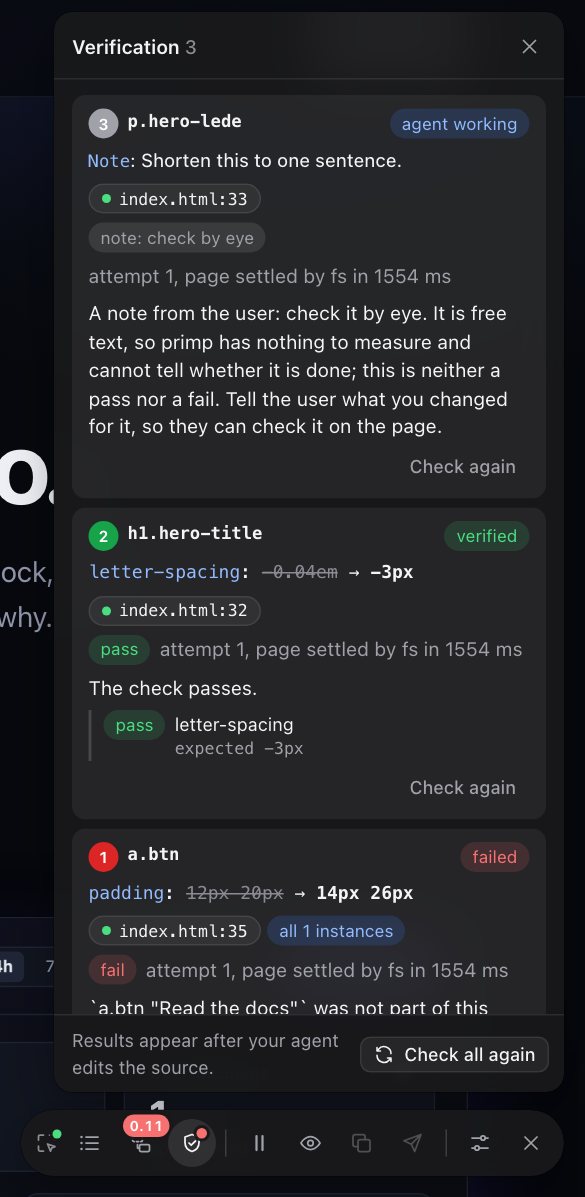 Verification 3
3 p.hero-lede agent working
Note: Shorten this to one sentence.
index.html:33
note: check by eye
attempt 1, page settled by fs in 1554 ms
A note from the user: check it by eye. It is free
text, so primp has nothing to measure and
cannot tell whether it is done; this is neither a
pass nor a fail. Tell the user what you changed
for it, so they can check it on the page.
Check again
o.
2 h1.hero-title verified
ock,
letter-spacing: -0.04em → −3px
why.
index.html:32
pass attempt 1, page settled by fs in 1554 ms
The check passes.
pass letter-spacing
expected −3px
Check again
1 a.btn failed
padding: 12px 20px → 14px 26px
index.html:35 all 1 instances
4h 7
fail attempt 1, page settled by fs in 1554 ms
`a.btn "Read the docs"` was not part of this
Results appear after your agent
edits the source.
Check all again
0.11